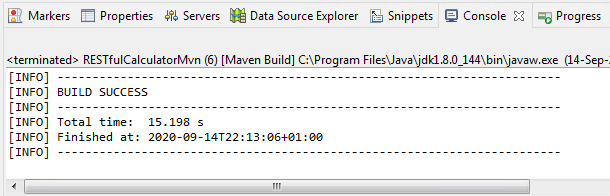 Markers Properties Servers Data Source Explorer Snippets Console Progress
<terminated> RESTfulCalculatorMvn (6) [Maven Build] C:\Program Files\Java\jdk1.8.0_144\bin\javaw.exe (14-Sep-
[INFO] ------------------------------------------------------------------------
[INFO] BUILD SUCCESS
[INFO] ------------------------------------------------------------------------
[INFO] Total time:  15.198 s
[INFO] Finished at: 2020-09-14T22:13:06+01:00
[INFO] ------------------------------------------------------------------------